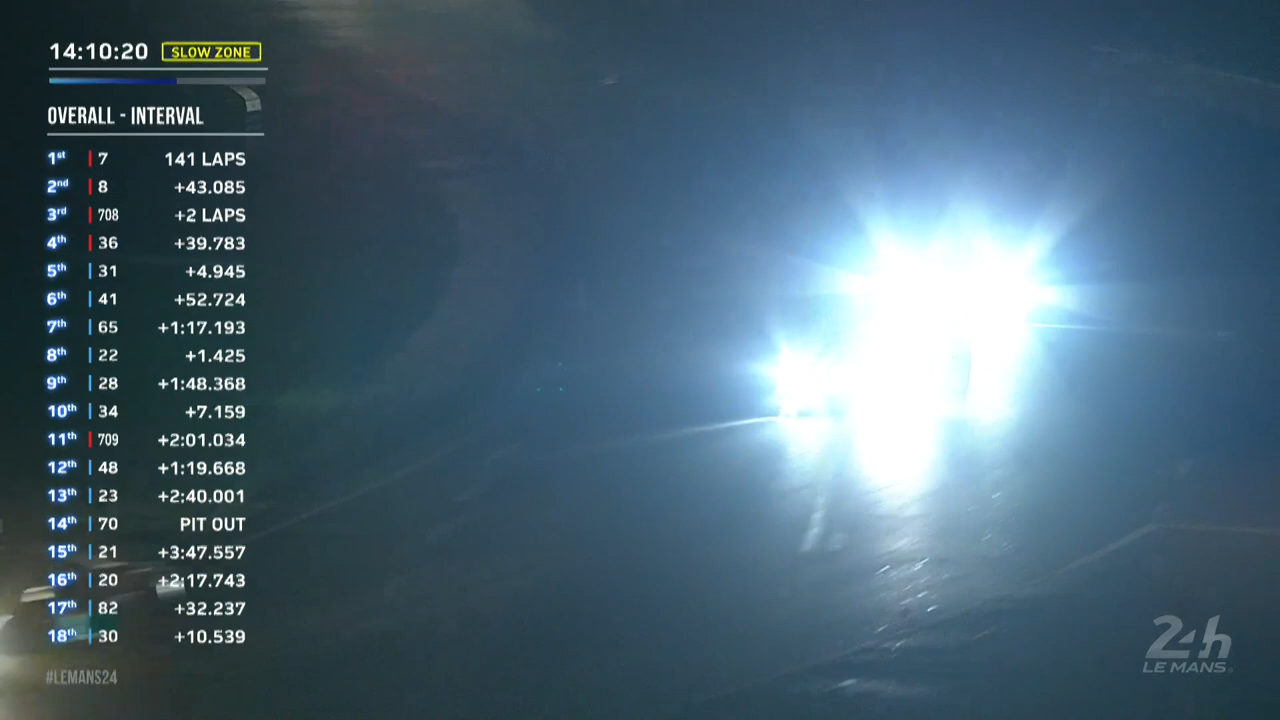 14:10:20 SLOW ZONE
OVERALL - INTERVAL
1st 7 141 LAPS
2nd 8 +43.085
3rd 708 +2 LAPS
4th 36 +39.783
5th 31 +4.945
6th 41 +52.724
7th 65 +1:17.193
8th 22 +1.425
9th 28 +1:48.368
10th 34 +7.159
11th 709 +2:01.034
12th 48 +1:19.668
13th 23 +2:40.001
14th 70 PIT OUT
15th 21 +3:47.557
16th 20 +2:17.743
17th 82 +32.237
18th 30 +10.539
#LEMANS24
24h
LE MANS